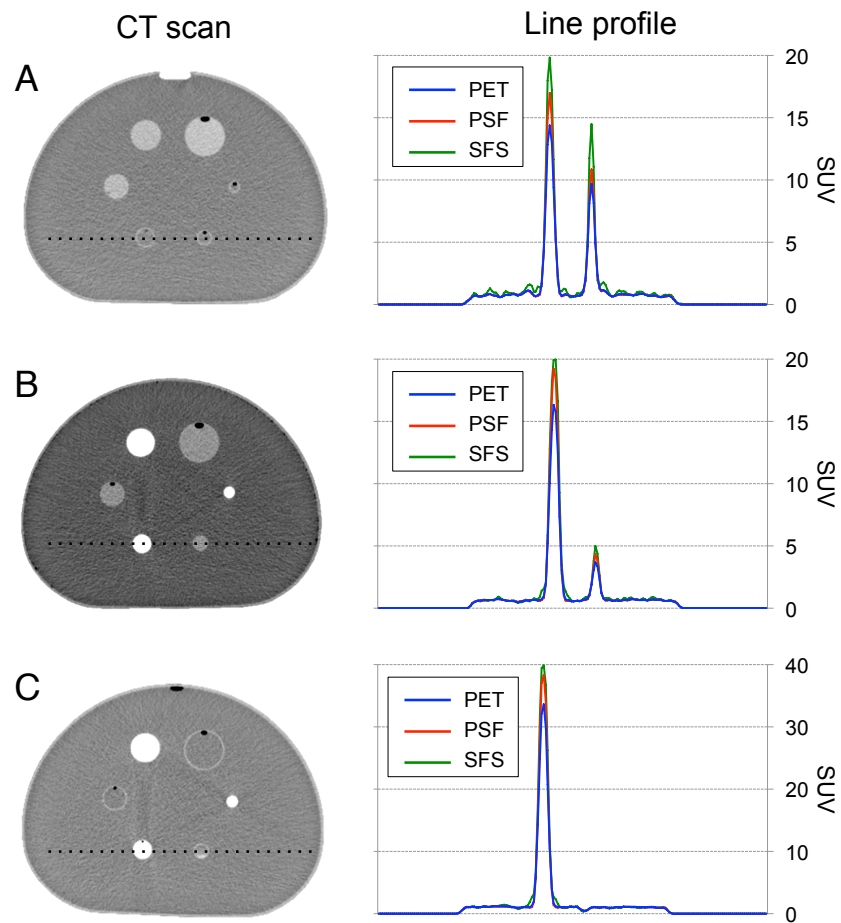 CT scan
Line profile
A
PET
PSF
SFS
20
15
10
5
0
SUV
B
PET
PSF
SFS
20
15
10
5
0
SUV
C
PET
PSF
SFS
40
30
20
10
0
SUV